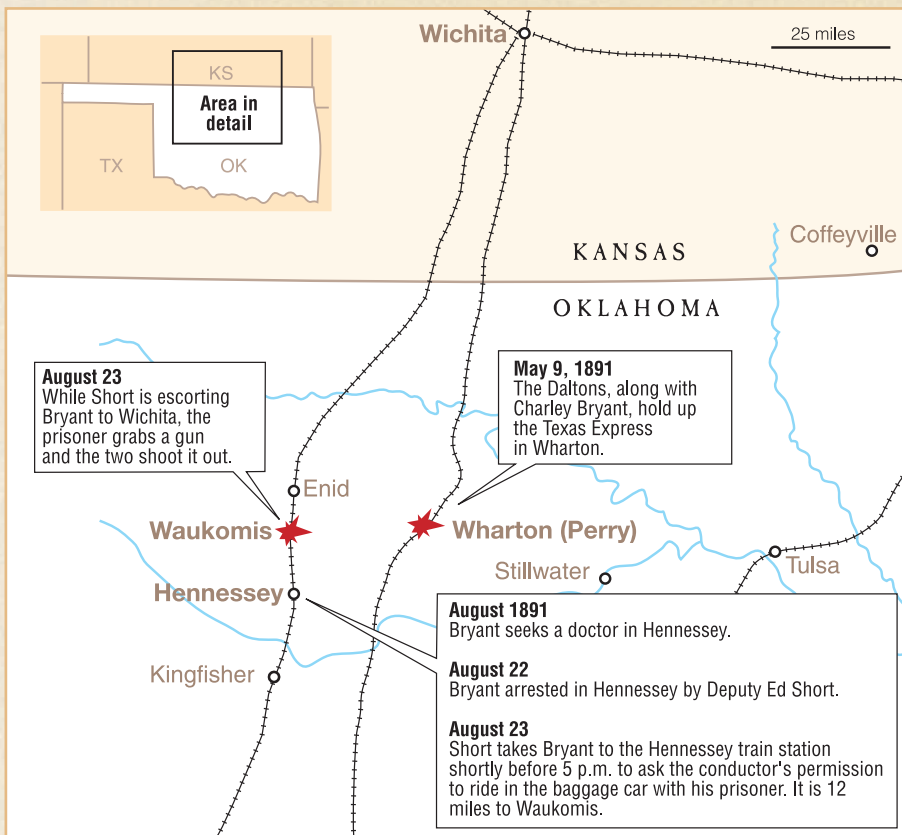 Wichita
25 miles
KS
Area in
detail
TX
OK
KANSAS
Coffeyville
OKLAHOMA
August 23
While Short is escorting
Bryant to Wichita, the
prisoner grabs a gun
and the two shoot it out.
May 9, 1891
The Daltons, along with
Charley Bryant, hold up
the Texas Express
in Wharton.
Enid
Waukomis
Wharton (Perry)
Stillwater
Tulsa
Hennessey
Kingfisher
August 1891
Bryant seeks a doctor in Hennessey.
August 22
Bryant arrested in Hennessey by Deputy Ed Short.
August 23
Short takes Bryant to the Hennessey train station
shortly before 5 p.m. to ask the conductor's permission
to ride in the baggage car with his prisoner. It is 12
miles to Waukomis.